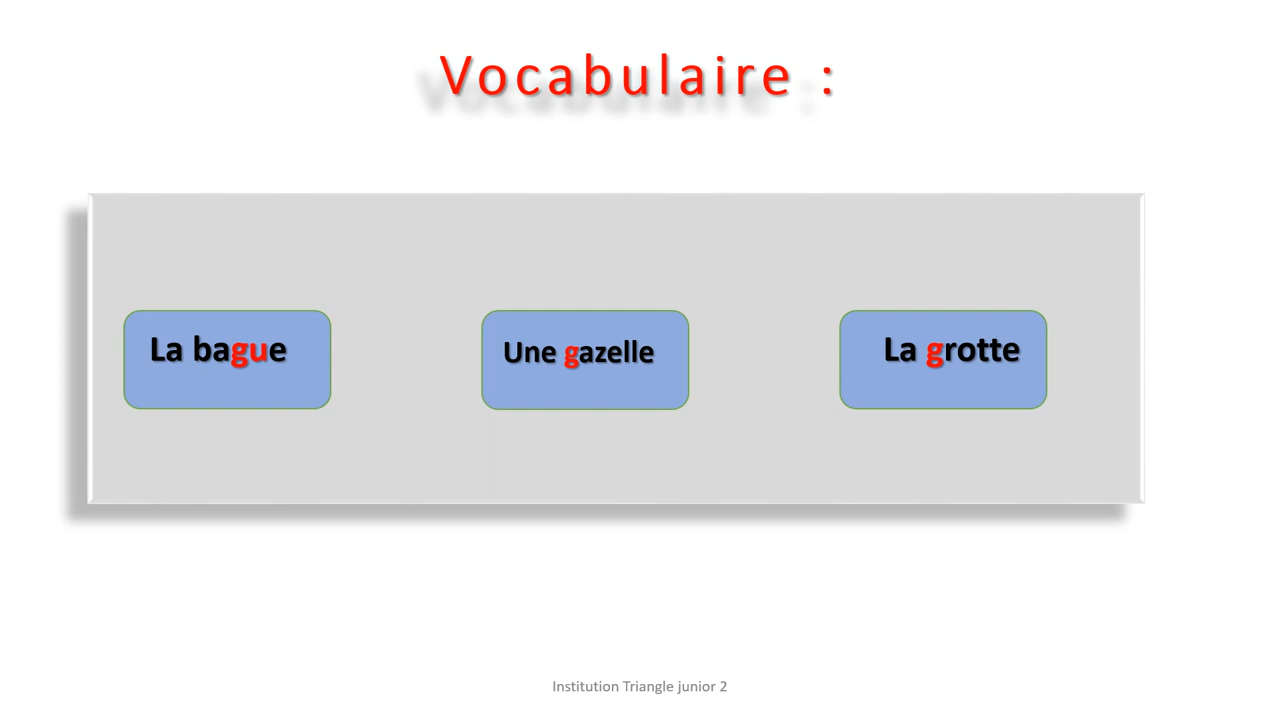 Vocabulaire :
La bague
Une gazelle
La grotte
Institution Triangle junior 2